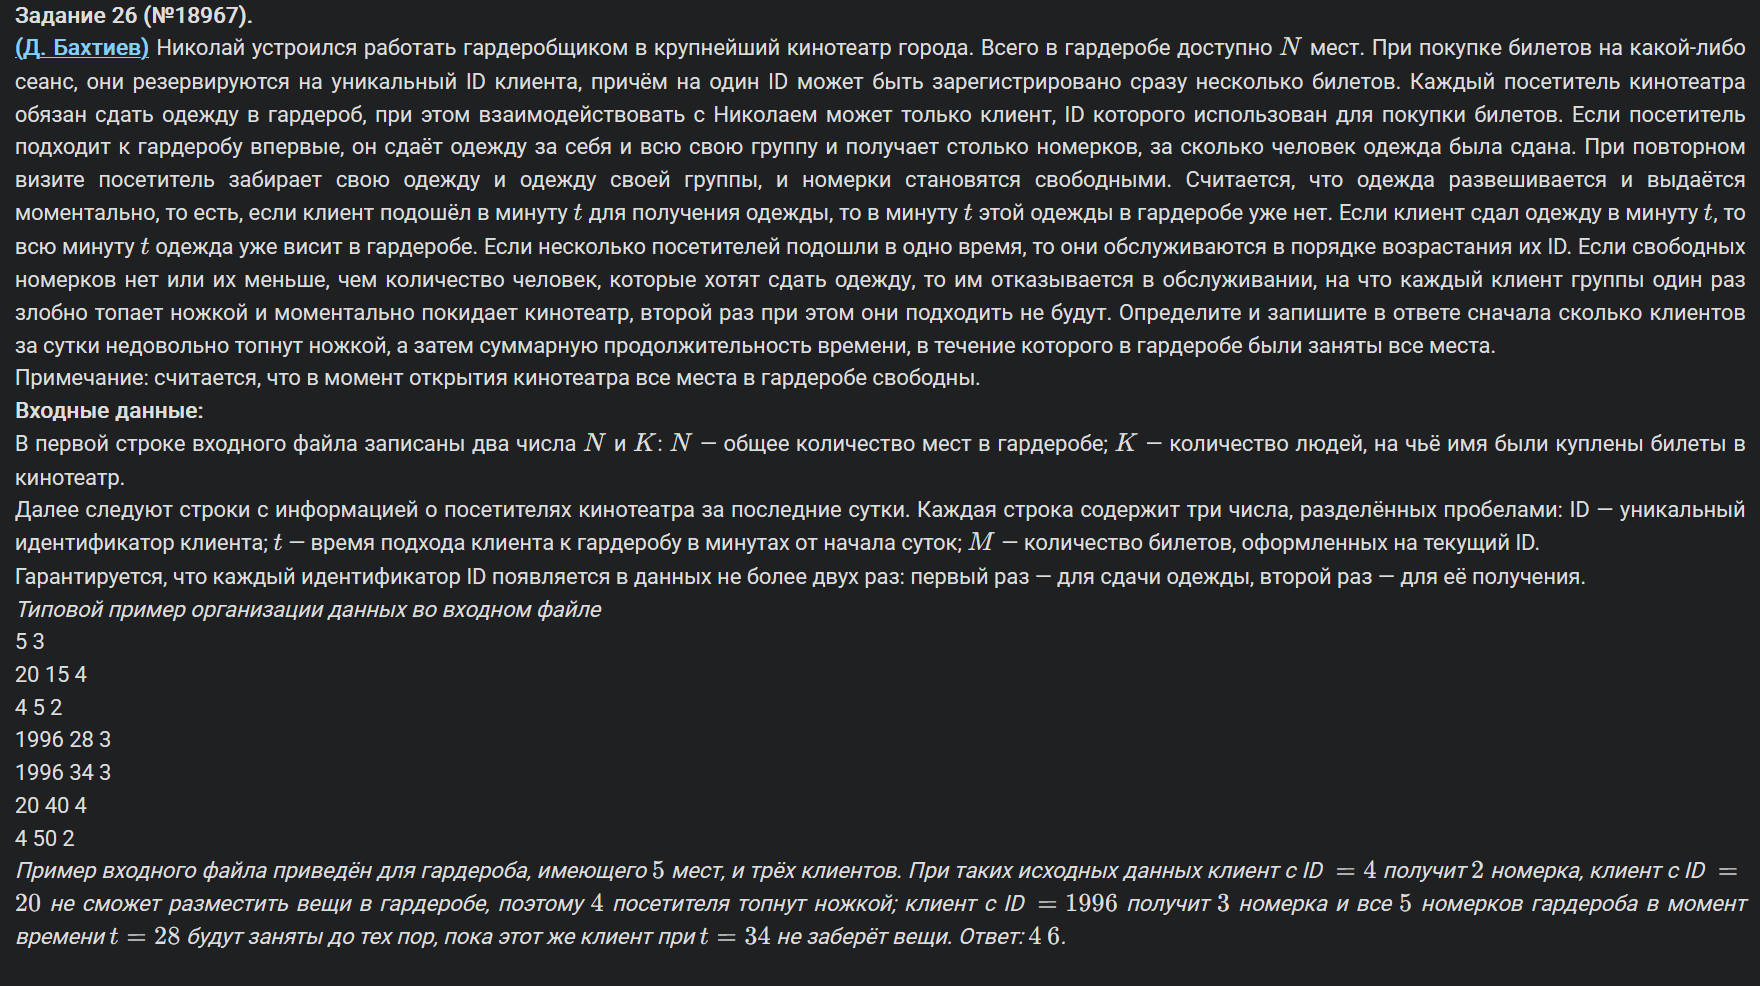 Задание 26 (№18967).
(Д. Бахтиев) Николай устроился работать гардеробщиком в крупнейший кинотеатр города. Всего в гардеробе доступно N мест. При покупке билетов на какой-либо
сеанс, они резервируются на уникальный ID клиента, причём на один ID может быть зарегистрировано сразу несколько билетов. Каждый посетитель кинотеатра
обязан сдать одежду в гардероб, при этом взаимодействовать с Николаем может только клиент, ID которого использован для покупки билетов. Если посетитель
подходит к гардеробу впервые, он сдаёт одежду за себя и всю свою группу и получает столько номерков, за сколько человек одежда была сдана. При повторном
визите посетитель забирает свою одежду и одежду своей группы, и номерки становятся свободными. Считается, что одежда развешивается и выдаётся
моментально, то есть, если клиент подошёл в минуту t для получения одежды, то в минуту t этой одежды в гардеробе уже нет. Если клиент сдал одежду в минуту t, то
всю минуту t одежда уже висит в гардеробе. Если несколько посетителей подошли в одно время, то они обслуживаются в порядке возрастания их ID. Если свободных
номерков нет или их меньше, чем количество человек, которые хотят сдать одежду, то им отказывается в обслуживании, на что каждый клиент группы один раз
злобно топает ножкой и моментально покидает кинотеатр, второй раз при этом они подходить не будут. Определите и запишите в ответе сначала сколько клиентов
за сутки недовольно топнут ножкой, а затем суммарную продолжительность времени, в течение которого в гардеробе были заняты все места.
Примечание: считается, что в момент открытия кинотеатра все места в гардеробе свободны.
Входные данные:
В первой строке входного файла записаны два числа N и K: N – общее количество мест в гардеробе; K – количество людей, на чьё имя были куплены билеты в
кинотеатр.
Далее следуют строки с информацией о посетителях кинотеатра за последние сутки. Каждая строка содержит три числа, разделённых пробелами: ID – уникальный
идентификатор клиента; t – время подхода клиента к гардеробу в минутах от начала суток; M – количество билетов, оформленных на текущий ID.
Гарантируется, что каждый идентификатор ID появляется в данных не более двух раз: первый раз – для сдачи одежды, второй раз – для её получения.
Типовой пример организации данных во входном файле
5 3
20 15 4
4 5 2
1996 28 3
1996 34 3
20 40 4
4 50 2
Пример входного файла приведён для гардероба, имеющего 5 мест, и трёх клиентов. При таких исходных данных клиент с ID = 4 получит 2 номерка, клиент с ID =
20 не сможет разместить вещи в гардеробе, поэтому 4 посетителя топнут ножкой; клиент с ID = 1996 получит 3 номерка и все 5 номерков гардероба в момент
времени t = 28 будут заняты до тех пор, пока этот же клиент при t = 34 не заберёт вещи. Ответ: 4 6.